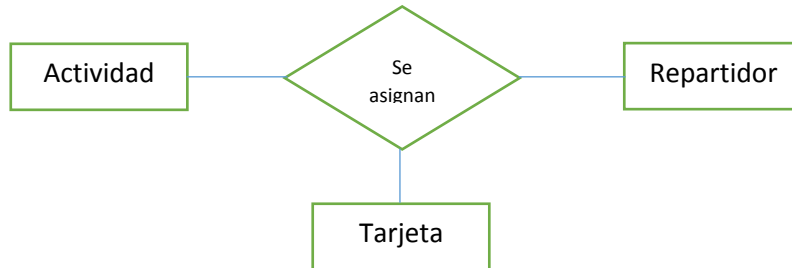 Actividad
Se
asignan
Repartidor
Tarjeta